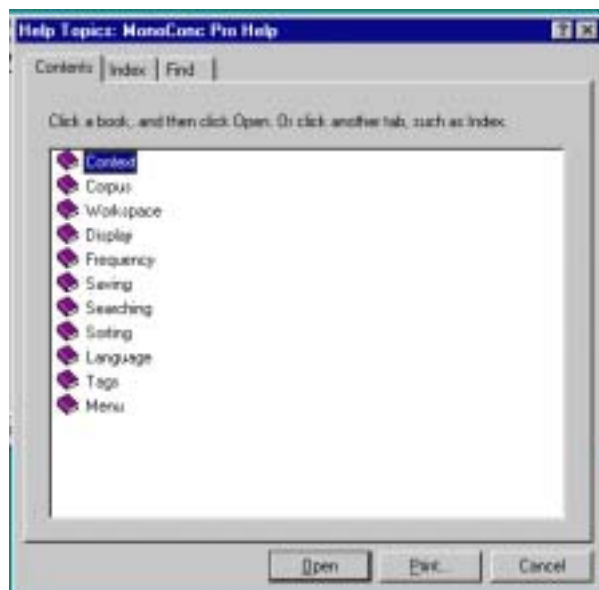 Help Topics: MonoConc Pro Help
Contents Index Find
Click a book, and then click Open. Or click another tab, such as Index.
Context
Corpus
Workspace
Display
Frequency
Saving
Searching
Sorting
Language
Tags
Menu
Open Print... Cancel